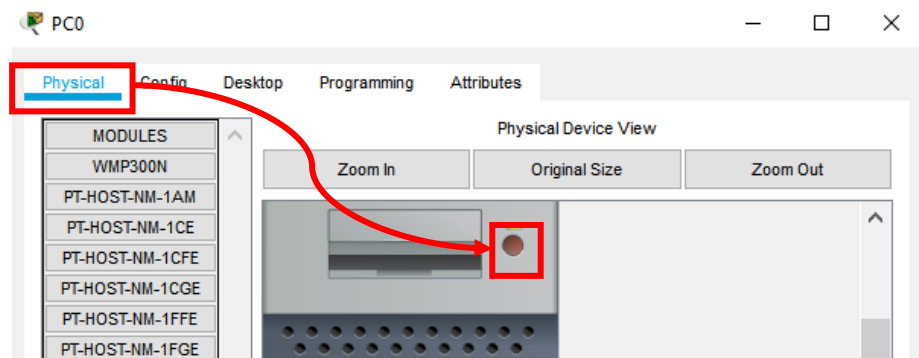 PC0
Physical Config Desktop Programming Attributes
MODULES
WMP300N
PT-HOST-NM-1AM
PT-HOST-NM-1CE
PT-HOST-NM-1CFE
PT-HOST-NM-1CGE
PT-HOST-NM-1FFE
PT-HOST-NM-1FGE
Physical Device View
Zoom In Original Size Zoom Out